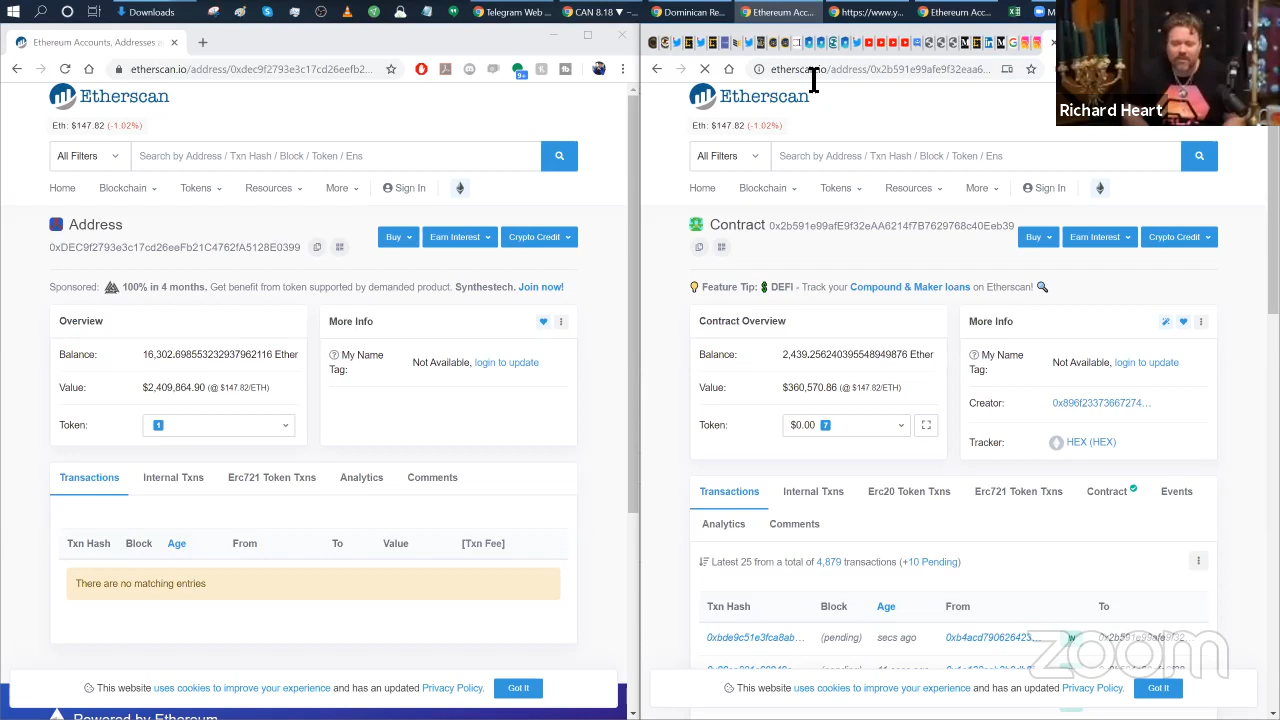 Downloads
Telegram Web
CAN 8.18
Dominican R
Ethereum Acc
https://www.y
Ethereum Acc
Ethereum Accounts, Addresses a
etherscan.io/address/0xdec9f2793e3c17cd26eefb2...
etherscan.io/address/0x2b591e99afe9f32eaa6...
9+
Richard Heart
Etherscan
Eth: $147.82 (-1.02%)
All Filters
Search by Address / Txn Hash / Block / Token / Ens
Home
Blockchain
Tokens
Resources
More
Sign In
Address
0xDEC9f2793e3c17cd26eeFb21C4762fA5128E0399
Buy
Earn Interest
Crypto Credit
Sponsored: 100% in 4 months. Get benefit from token supported by demanded product. Synthestech. Join now!
Overview
Balance: 16,302.698553232937962116 Ether
Value: $2,409,864.90 (@ $147.82/ETH)
Token: 1
More Info
My Name Tag: Not Available, login to update
Transactions
Internal Txns
Erc721 Token Txns
Analytics
Comments
Txn Hash
Block
Age
From
To
Value
[Txn Fee]
There are no matching entries
This website uses cookies to improve your experience and has an updated Privacy Policy.
Got It
Powered by Ethereum
Etherscan
Eth: $147.82 (-1.02%)
All Filters
Search by Address / Txn Hash / Block / Token / Ens
Home
Blockchain
Tokens
Resources
More
Sign In
Contract 0x2b591e99afE9f32eAA6214f7B7629768c40Eeb39
Buy
Earn Interest
Crypto Credit
Feature Tip: DEFI - Track your Compound & Maker loans on Etherscan!
Contract Overview
Balance: 2,439.256240395548949876 Ether
Value: $360,570.86 (@ $147.82/ETH)
Token: $0.00 7
More Info
My Name Tag: Not Available, login to update
Creator: 0x896f23373667274...
Tracker: HEX (HEX)
Transactions
Internal Txns
Erc20 Token Txns
Erc721 Token Txns
Contract
Events
Analytics
Comments
Latest 25 from a total of 4,879 transactions (+10 Pending)
Txn Hash
Block
Age
From
To
0xbde9c51e3fca8ab...
(pending)
secs ago
0xb4acd790626423...
0x2b591e99afe9f32...
zoom
This website uses cookies to improve your experience and has an updated Privacy Policy.
Got It